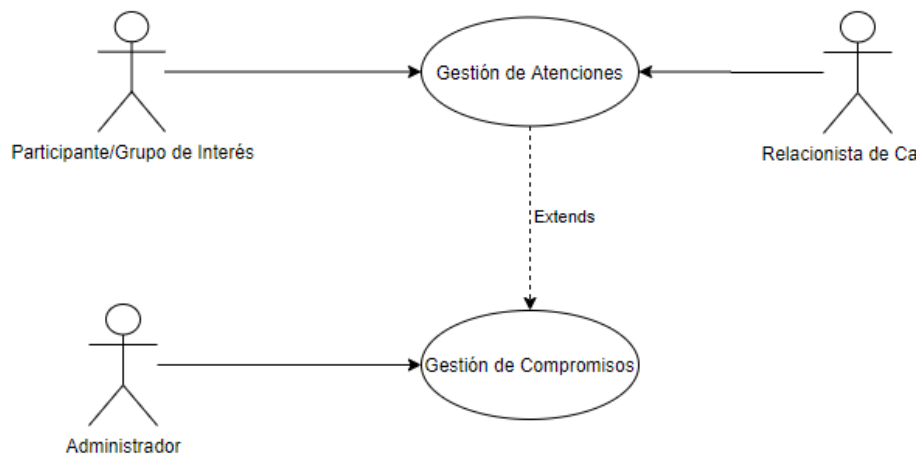 Gestión de Atenciones
Participante/Grupo de Interés
Relacionista de Ca
Extends
Gestión de Compromisos
Administrador